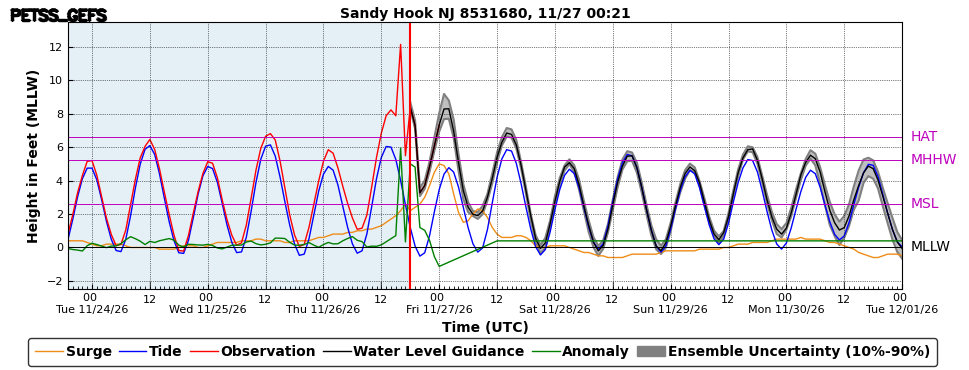 PETSS_GEFS
Sandy Hook NJ 8531680, 11/27 00:21
Height in Feet (MLLW)
12
10
8
6
4
2
0
−2
HAT
MHHW
MSL
MLLW
00 12 00 12 00 12 00 12 00 12 00 12 00 12 00
Tue 11/24/26 Wed 11/25/26 Thu 11/26/26 Fri 11/27/26 Sat 11/28/26 Sun 11/29/26 Mon 11/30/26 Tue 12/01/26
Time (UTC)
Surge Tide Observation Water Level Guidance Anomaly Ensemble Uncertainty (10%-90%)